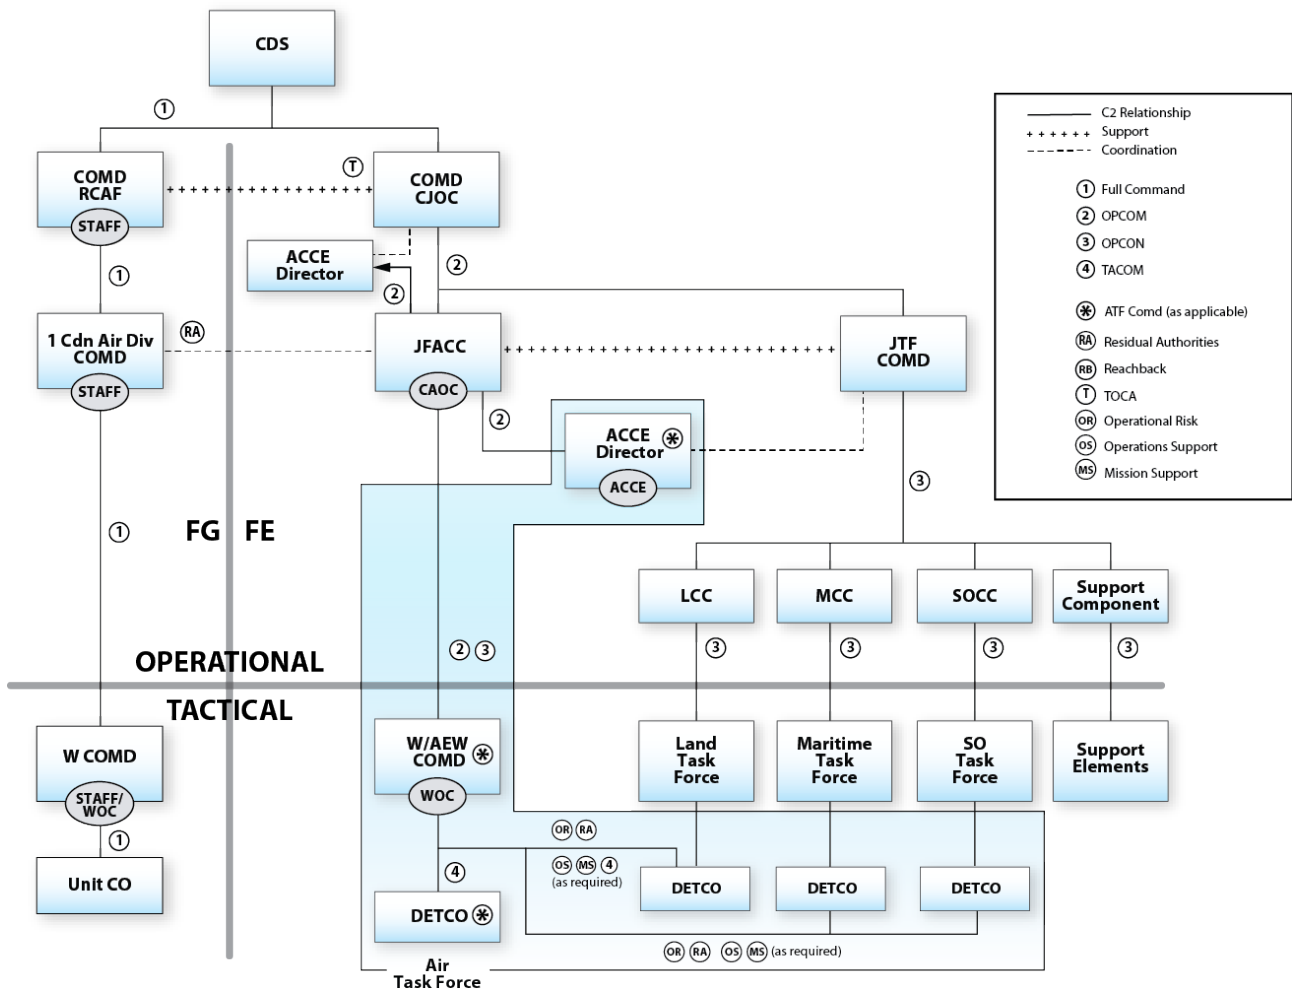 CDS
1
COMD
RCAF
STAFF
T
COMD
CJOC
ACCE
Director
2
2
1
1 Cdn Air Div
COMD
STAFF
RA
JFACC
CAOC
JTF
COMD
2
ACCE
Director
*
ACCE
3
1
FG
FE
LCC
MCC
SOCC
Support
Component
2
3
3
3
3
3
OPERATIONAL
TACTICAL
W COMD
STAFF/
WOC
1
Unit CO
W/AEW
COMD
*
WOC
Land
Task
Force
Maritime
Task
Force
SO
Task
Force
Support
Elements
OR RA
OS MS 4
(as required)
4
DETCO
*
DETCO
DETCO
DETCO
OR RA OS MS (as required)
Air
Task Force
C2 Relationship
Support
Coordination
1 Full Command
2 OPCOM
3 OPCON
4 TACOM
* ATF Comd (as applicable)
RA Residual Authorities
RB Reachback
T TOCA
OR Operational Risk
OS Operations Support
MS Mission Support